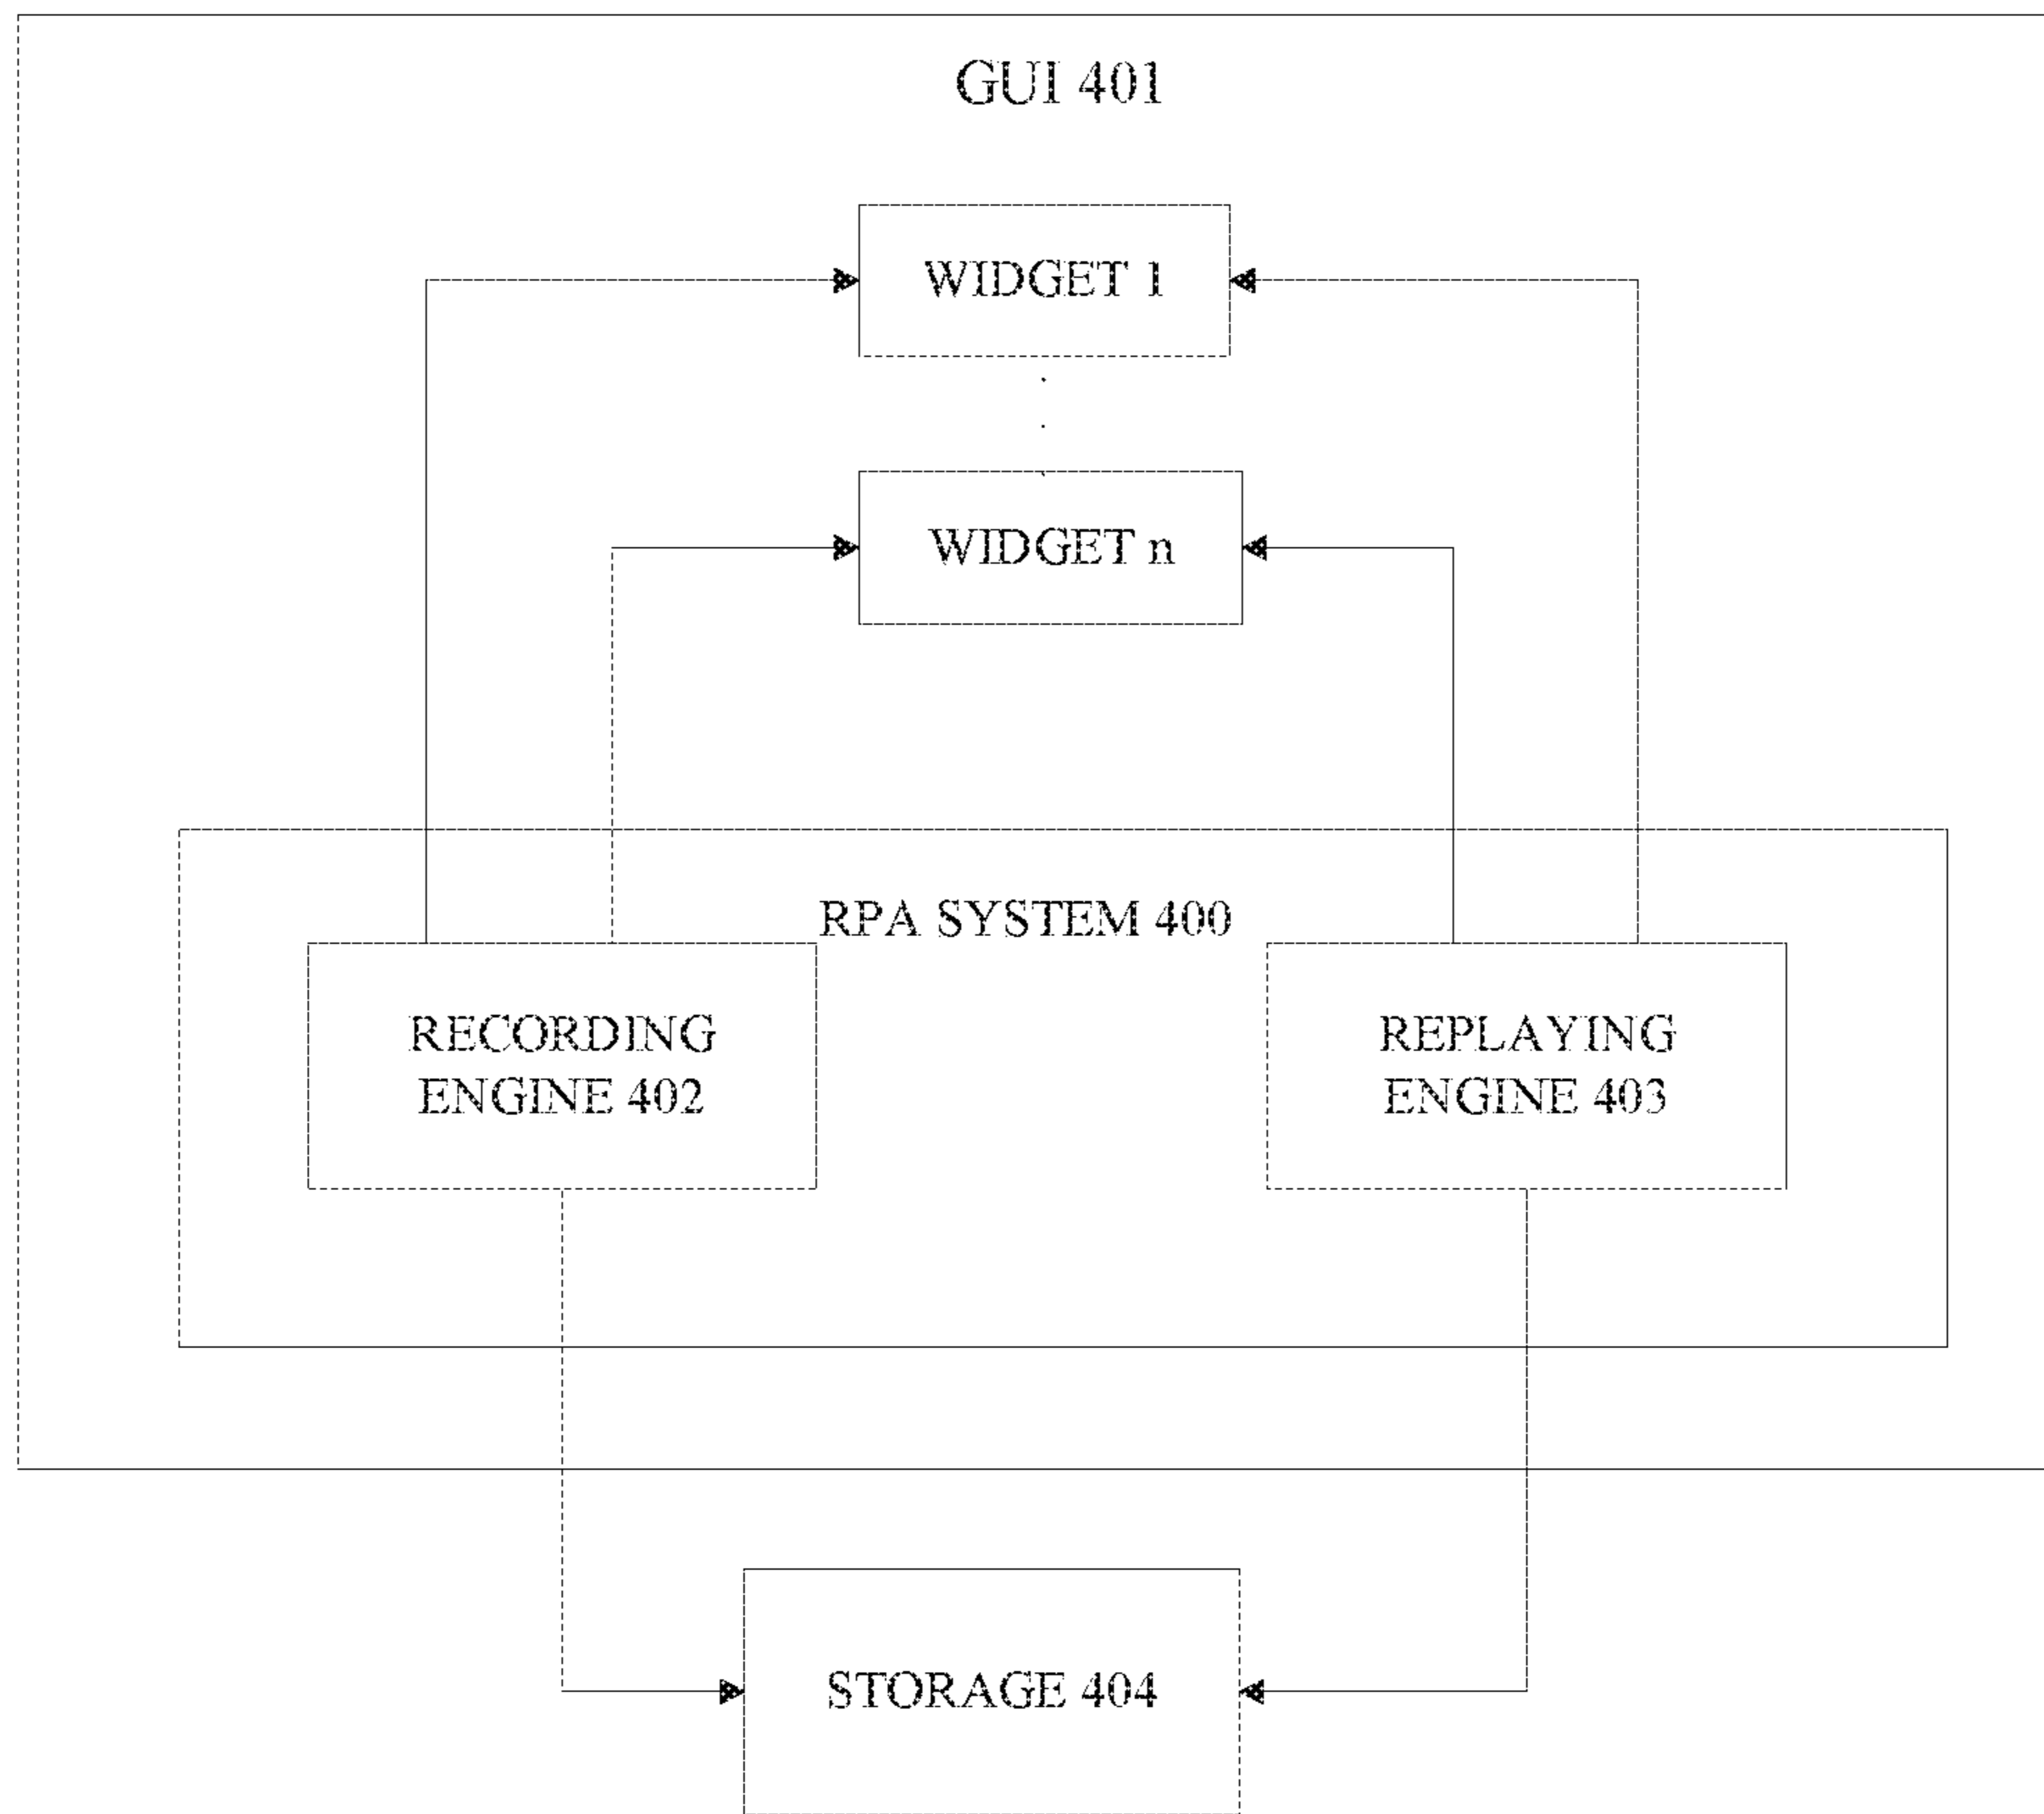 GUI 401
WIDGET 1
WIDGET n
RPA SYSTEM 400
RECORDING
ENGINE 402
REPLAYING
ENGINE 403
STORAGE 404